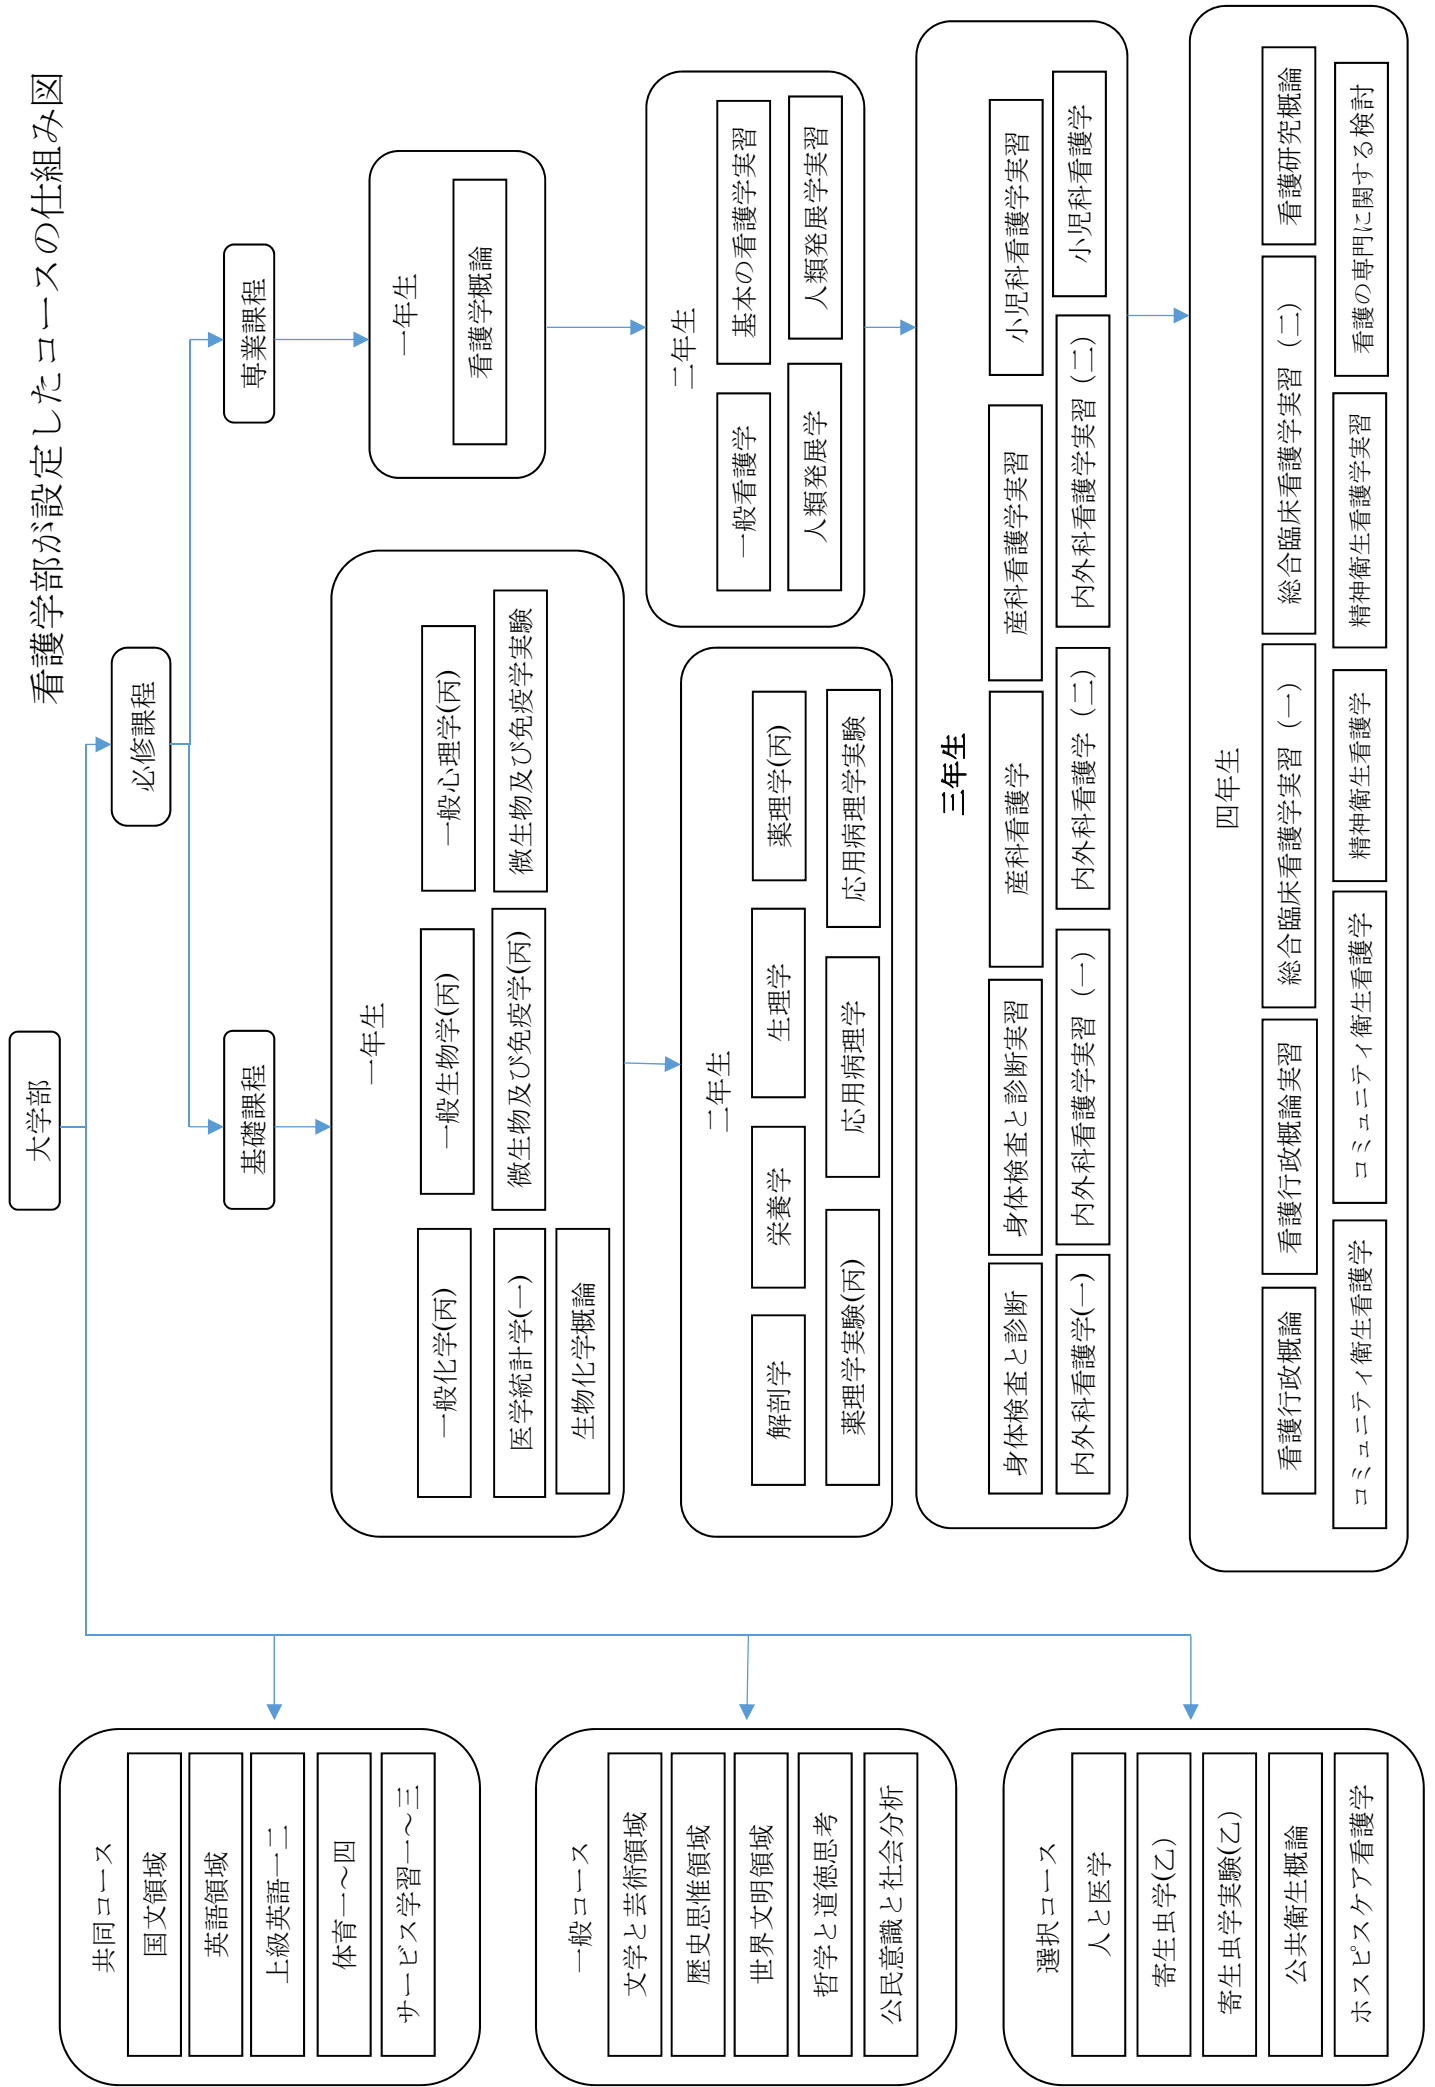 看護学部が設定したコースの仕組み図
大学部
共同コース
国文領域
英語領域
上級英語一二
体育一～四
サービス学習一～三
一般コース
文学と芸術領域
歴史思惟領域
世界文明領域
哲学と道徳思考
公民意識と社会分析
選択コース
人と医学
寄生虫学(乙)
寄生虫学実験(乙)
公共衛生概論
ホスピスケア看護学
必修課程
基礎課程
一年生
一般化学(丙)
一般生物学(丙)
一般心理学(丙)
医学統計学(一)
微生物及び免疫学(丙)
微生物及び免疫学実験
生物化学概論
二年生
解剖学
栄養学
生理学
薬理学(丙)
薬理学実験(丙)
応用病理学
応用病理学実験
専業課程
一年生
看護学概論
二年生
一般看護学
基本の看護学実習
人類発展学
人類発展学実習
三年生
身体検査と診断
身体検査と診断実習
産科看護学
産科看護学実習
小児科看護学実習
内外科看護学(一)
内外科看護学実習（一）
内外科看護学（二）
内外科看護学実習（二）
小児科看護学
四年生
看護行政概論
看護行政概論実習
総合臨床看護学実習（一）
総合臨床看護学実習（二）
看護研究概論
コミュニティ衛生看護学
コミュニティ衛生看護学
精神衛生看護学
精神衛生看護学実習
看護の専門に関する検討